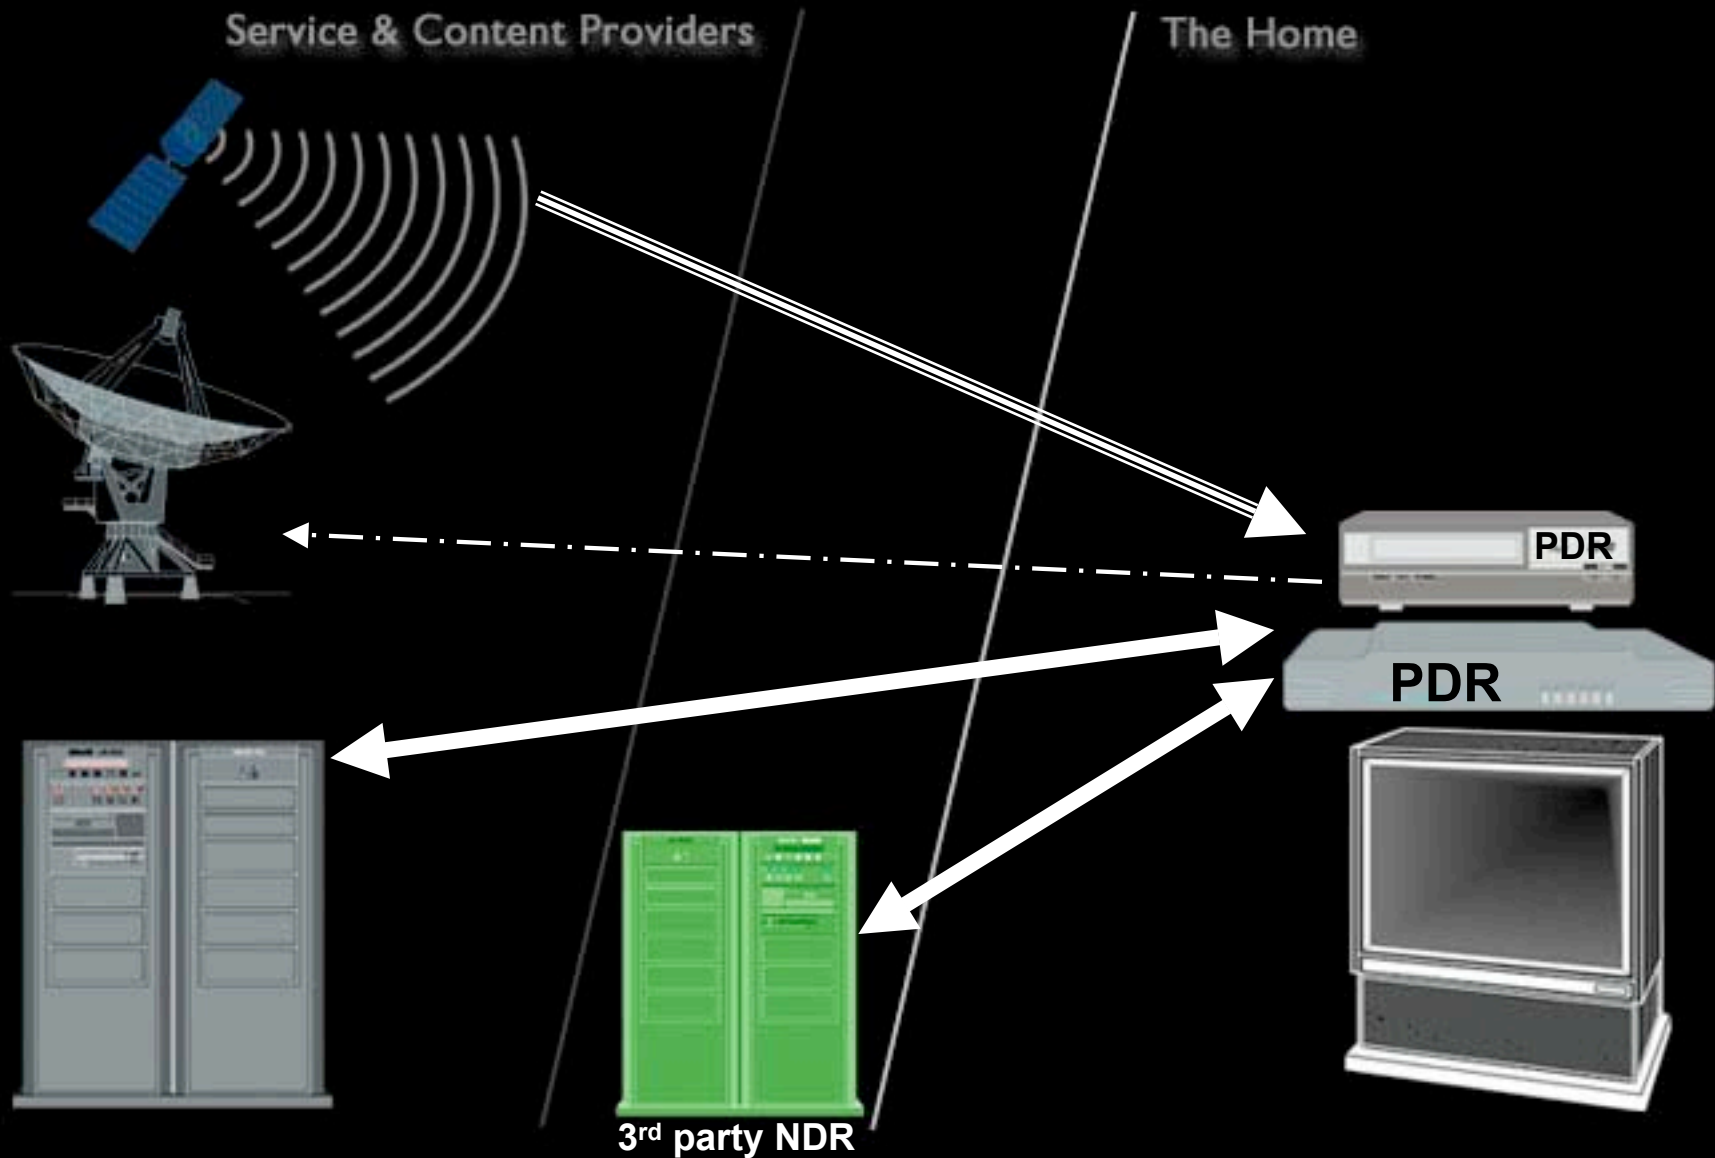 Service & Content Providers
The Home
PDR
PDR
3rd party NDR